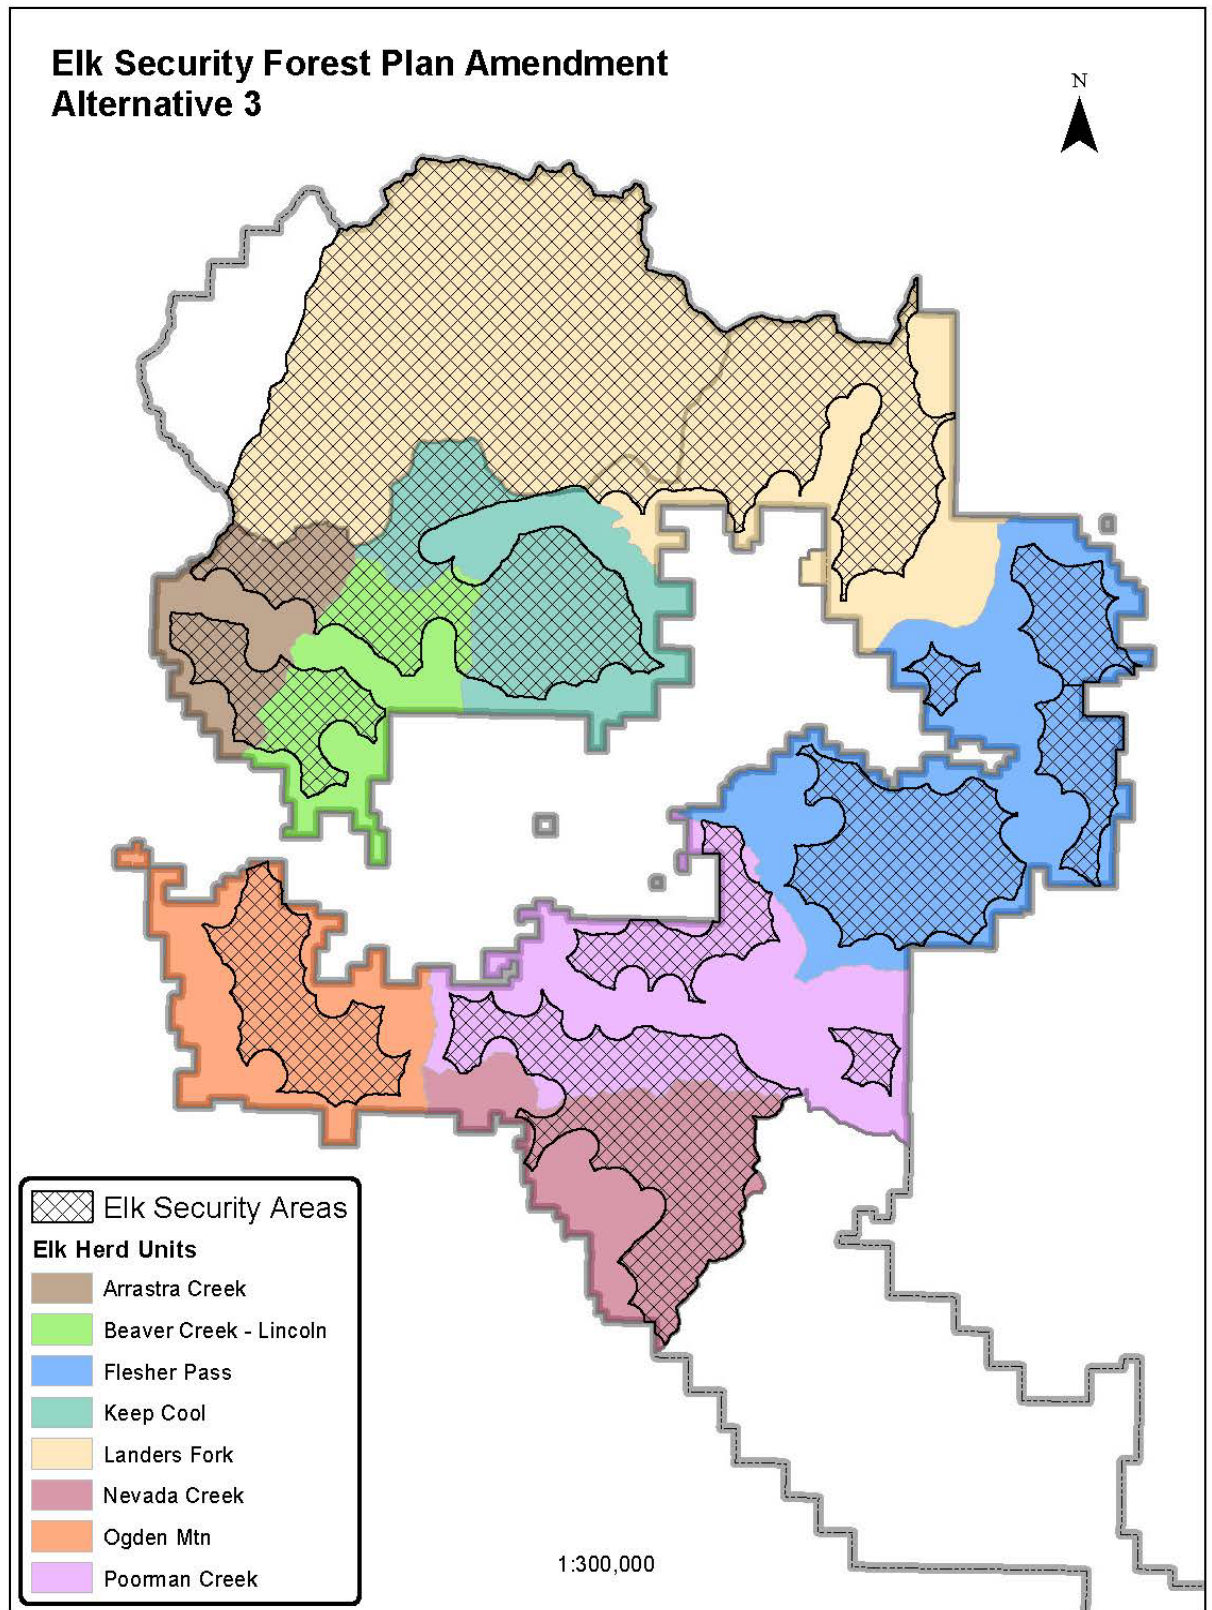 Elk Security Forest Plan Amendment
Alternative 3
N
Elk Security Areas
Elk Herd Units
Arrastra Creek
Beaver Creek - Lincoln
Flesher Pass
Keep Cool
Landers Fork
Nevada Creek
Ogden Mtn
Poorman Creek
1:300,000